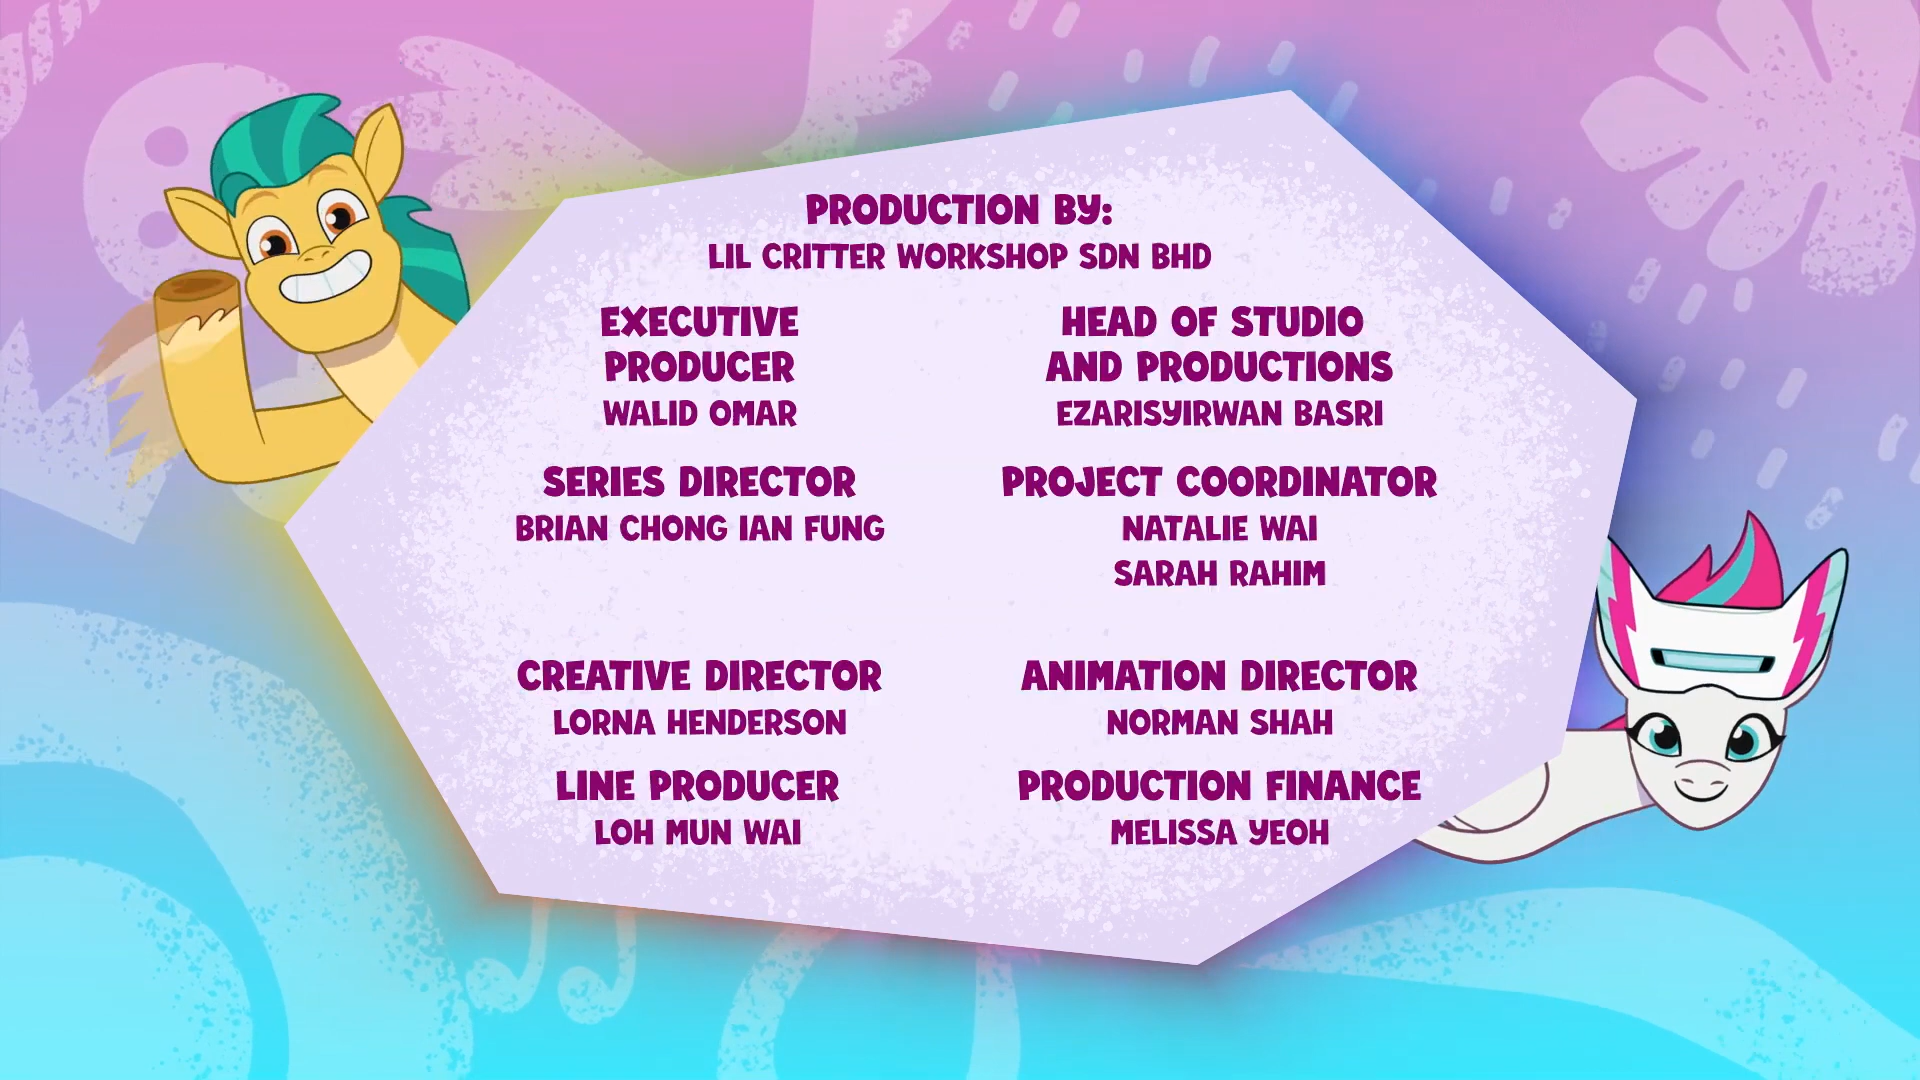 PRODUCTION BY:
LIL CRITTER WORKSHOP SDN BHD
EXECUTIVE
PRODUCER
WALID OMAR
HEAD OF STUDIO
AND PRODUCTIONS
EZARISYIRWAN BASRI
SERIES DIRECTOR
BRIAN CHONG IAN FUNG
PROJECT COORDINATOR
NATALIE WAI
SARAH RAHIM
CREATIVE DIRECTOR
LORNA HENDERSON
ANIMATION DIRECTOR
NORMAN SHAH
LINE PRODUCER
LOH MUN WAI
PRODUCTION FINANCE
MELISSA YEOH